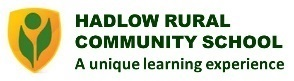 HADLOW RURAL
COMMUNITY SCHOOL
A unique learning experience